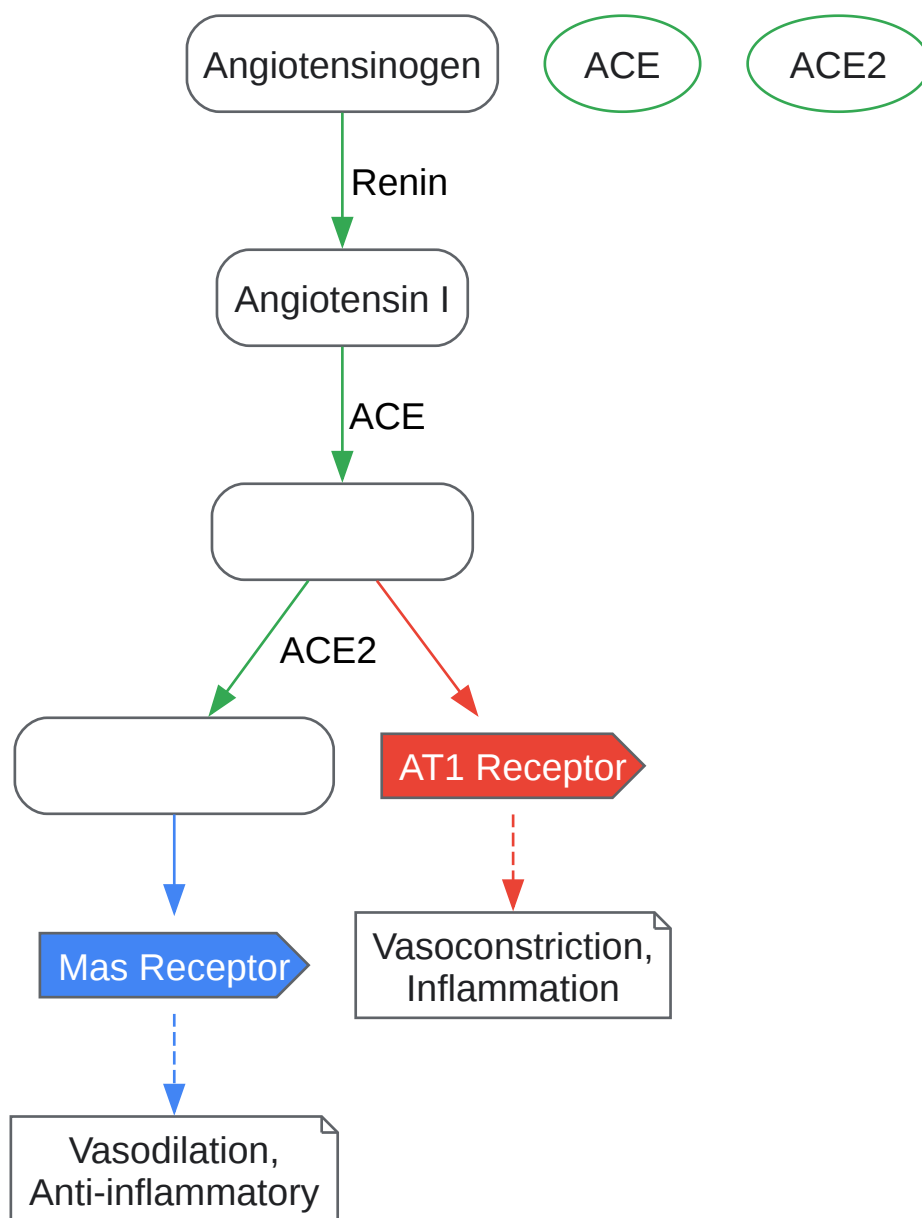 Angiotensinogen
ACE
ACE2
Renin
Angiotensin I
ACE
ACE2
AT1 Receptor
Vasoconstriction,
Inflammation
Mas Receptor
Vasodilation,
Anti-inflammatory